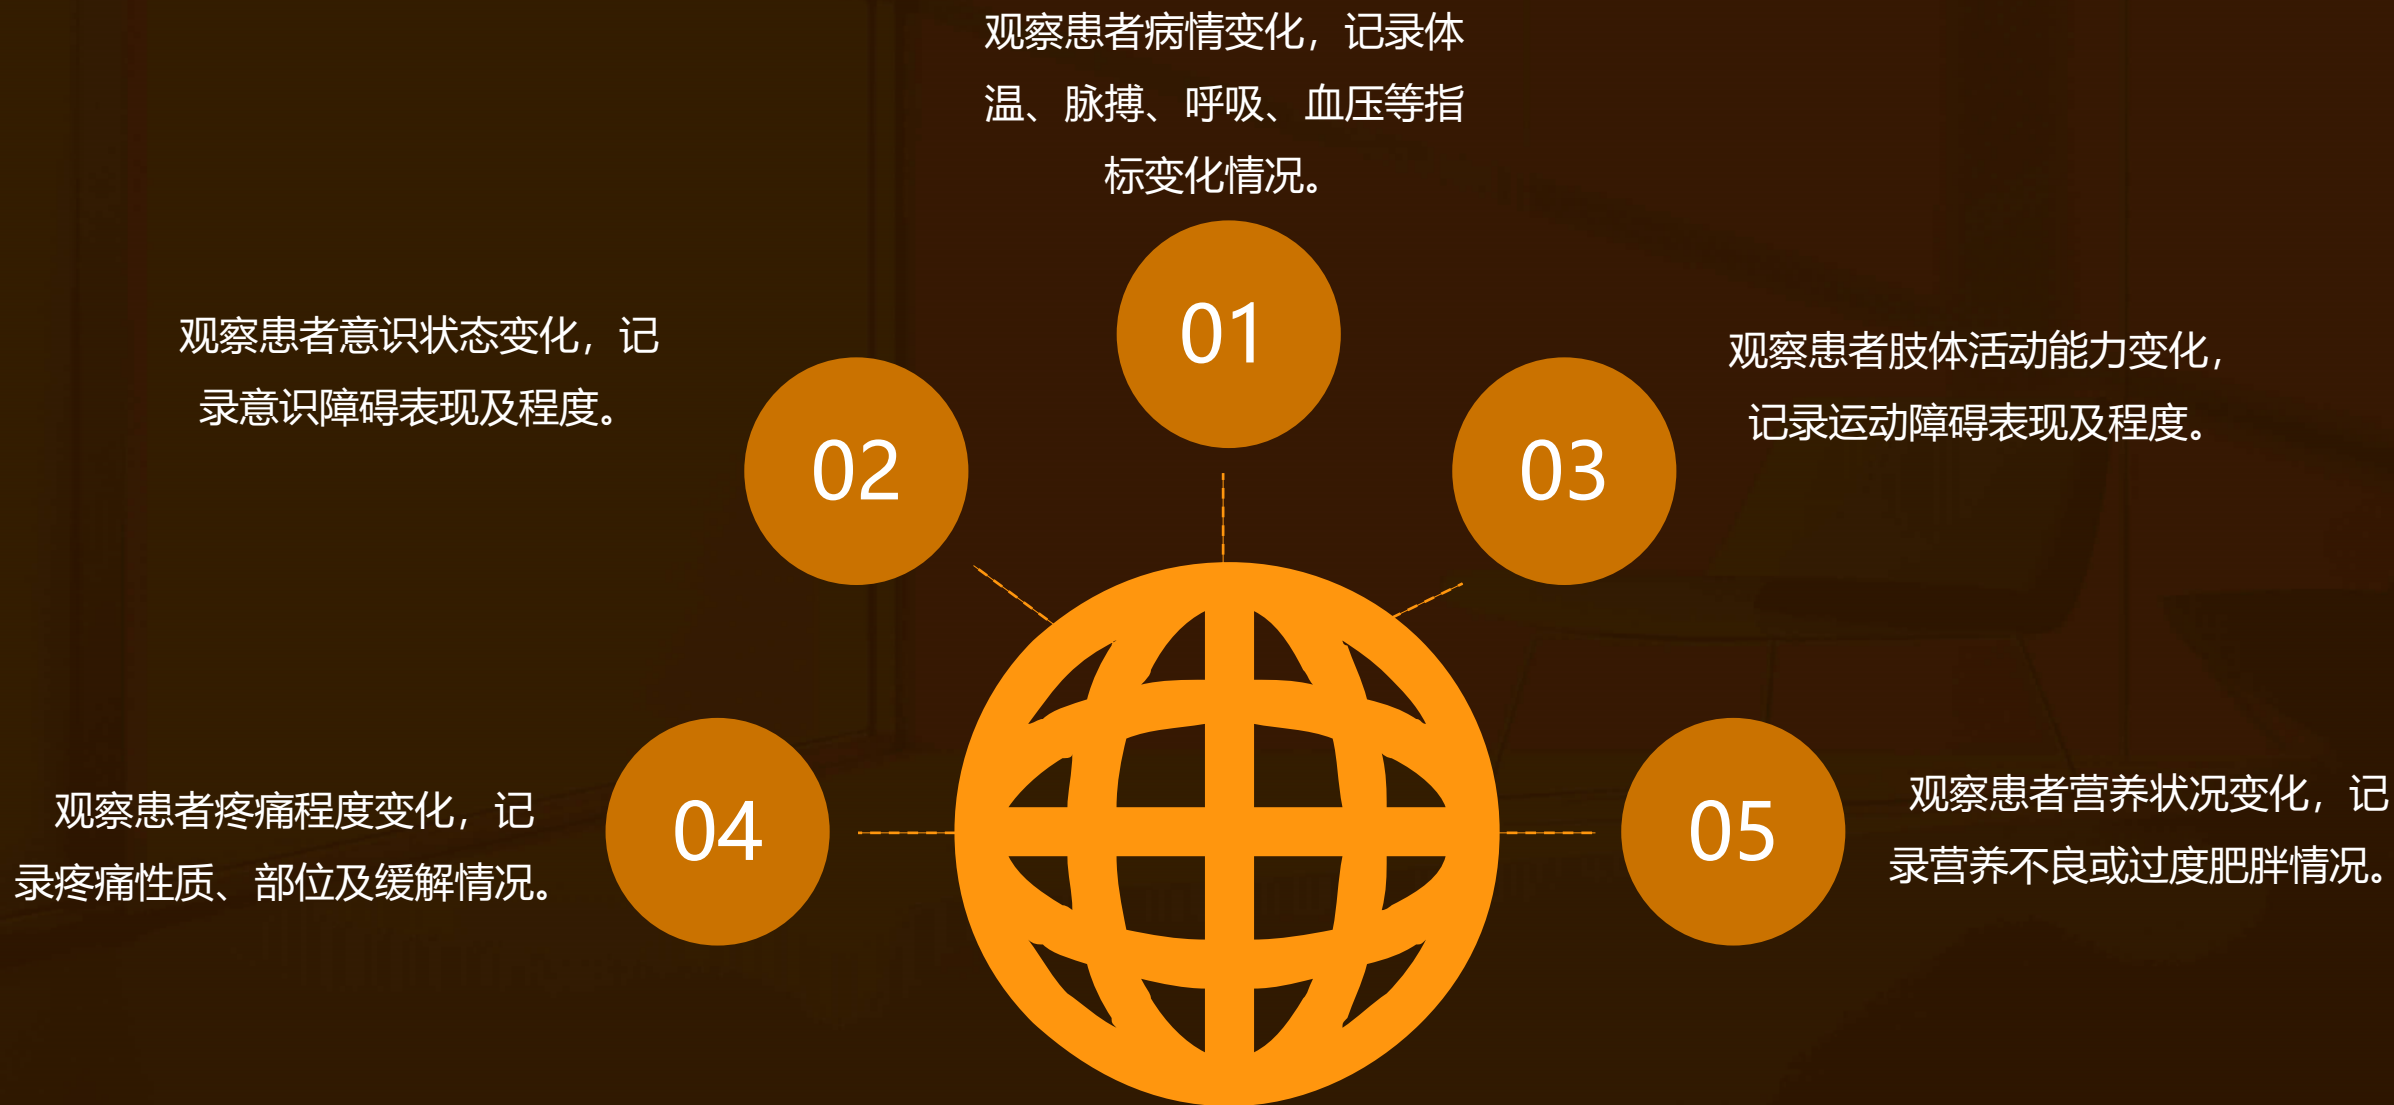 观察患者病情变化，记录体
温、脉搏、呼吸、血压等指
标变化情况。
01
观察患者意识状态变化，记
录意识障碍表现及程度。
02
03
观察患者肢体活动能力变化，
记录运动障碍表现及程度。
观察患者疼痛程度变化，记
录疼痛性质、部位及缓解情况。
04
05
观察患者营养状况变化，记
录营养不良或过度肥胖情况。